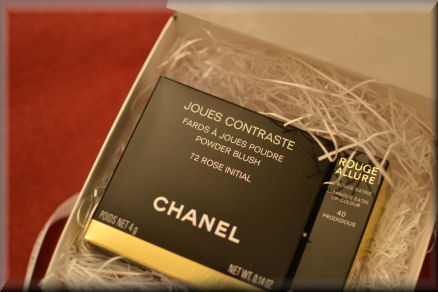 JOUES CONTRASTE
FARDS À JOUES POUDRE
POWDER BLUSH
72 ROSE INITIAL
CHANEL
POIDS NET 4 g
NET WT. 0.14 OZ.
ROUGE
ALLURE
ROUGE SATINÉ
LUMINOUS SATIN
LIP COLOUR
40
PRODIGIOUS